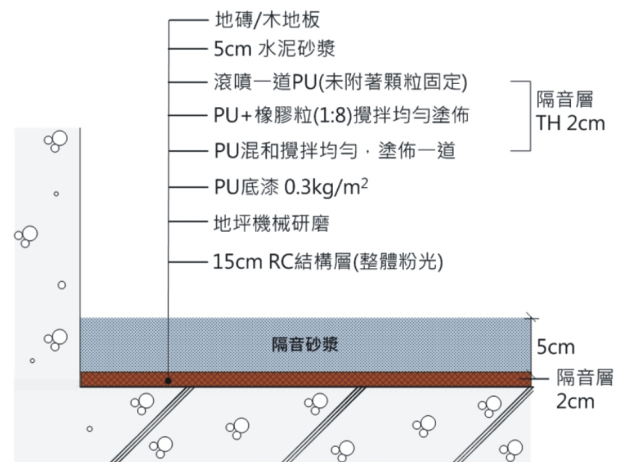 地磚/木地板
5cm 水泥砂漿
滾噴一道PU(未附著顆粒固定)
PU+橡膠粒(1:8)攪拌均勻塗佈
PU混和攪拌均勻，塗佈一道
隔音層
TH 2cm
PU底漆 0.3kg/m²
地坪機械研磨
15cm RC結構層(整體粉光)
隔音砂漿
5cm
隔音層
2cm